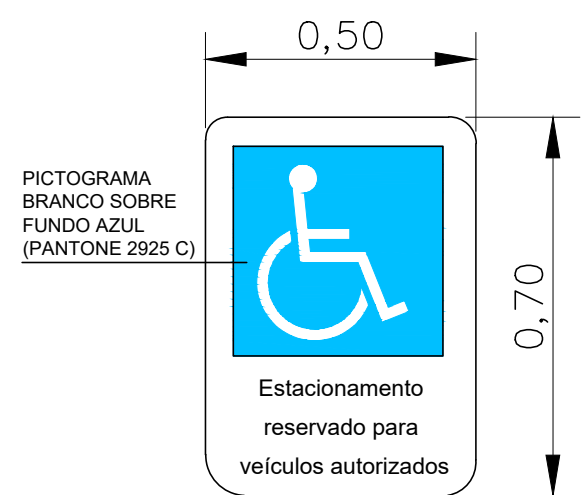 0,50
PICTOGRAMA
BRANCO SOBRE
FUNDO AZUL
(PANTONE 2925 C)
0,70
Estacionamento
reservado para
veículos autorizados